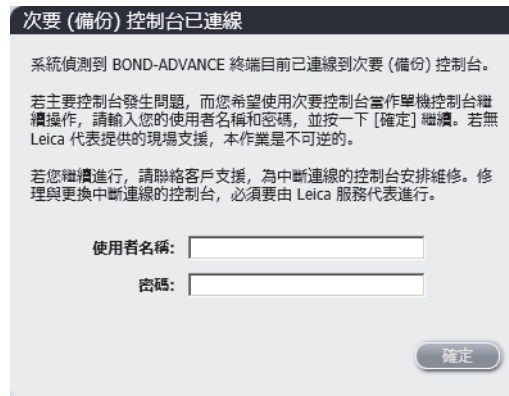 次要 (備份) 控制台已連線
系統偵測到 BOND-ADVANCE 終端目前已連線到次要 (備份) 控制台。
若主要控制台發生問題，而您希望使用次要控制台當作單機控制台繼
續操作，請輸入您的使用者名稱和密碼，並按一下 [確定] 繼續。若無
Leica 代表提供的現場支援，本作業是不可逆的。
若您繼續進行，請聯絡客戶支援，為中斷連線的控制台安排維修。修
理與更換中斷連線的控制台，必須要由 Leica 服務代表進行。
使用者名稱:
密碼:
確定